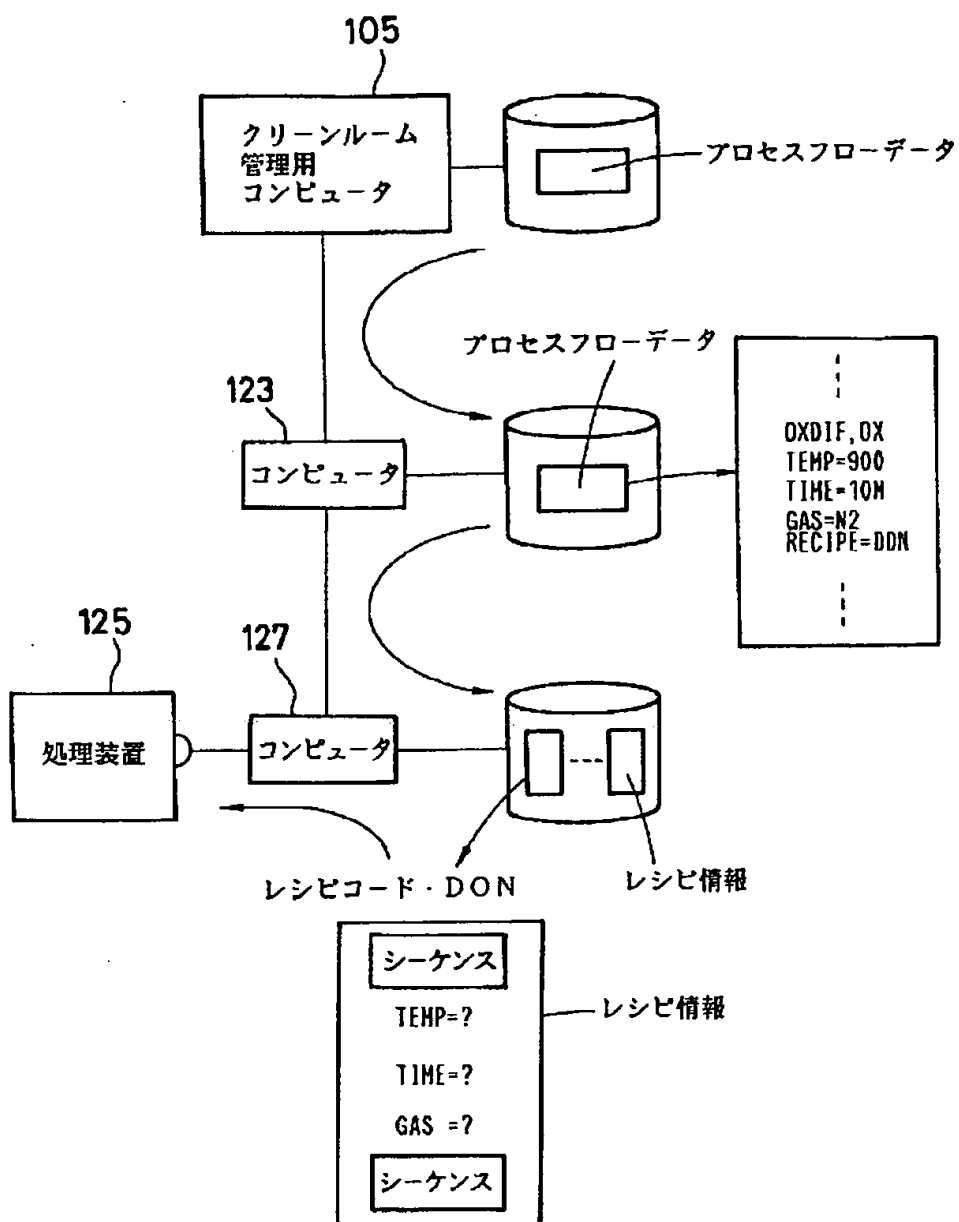 105
クリーンルーム
管理用
コンピュータ
プロセスフローデータ
プロセスフローデータ
123
コンピュータ
OXDIF,OX
TEMP=900
TIME=10M
GAS=N2
RECIPE=DDN
125
127
処理装置
コンピュータ
レシピコード・DON
レシピ情報
シーケンス
TEMP=?
TIME=?
GAS =?
シーケンス
レシピ情報